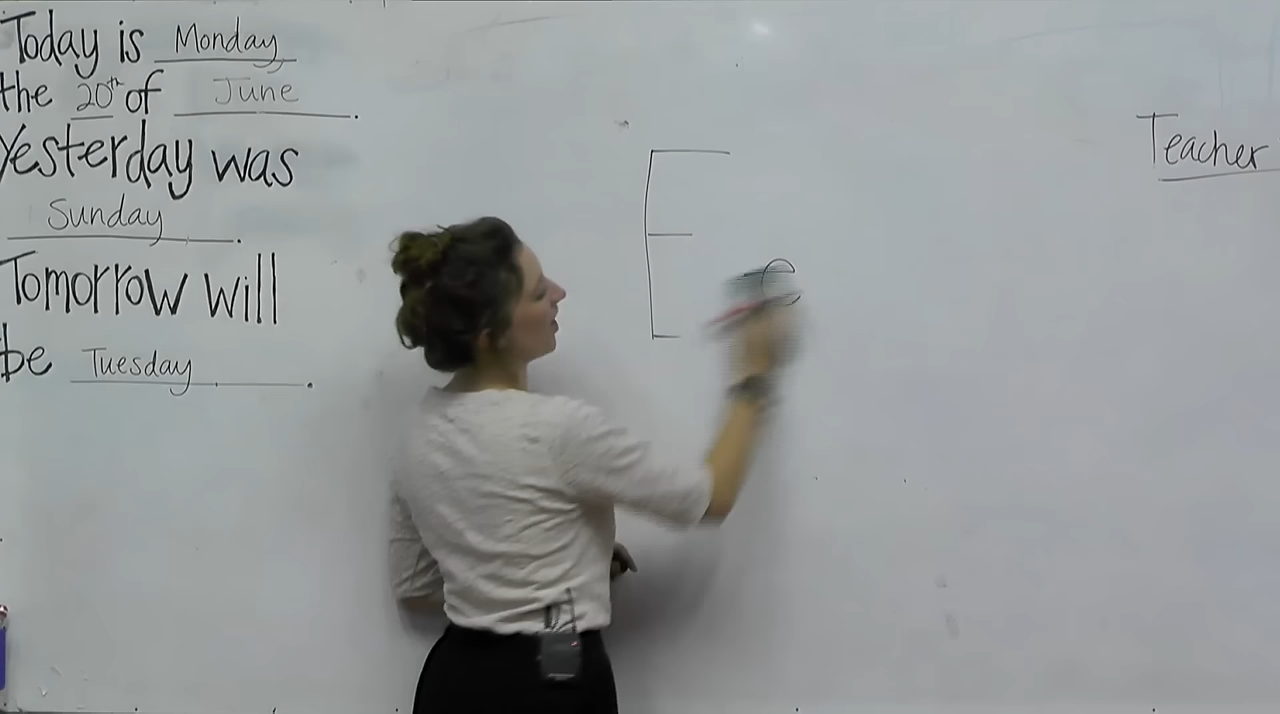 Today is Monday
the 20th of June.
Yesterday was
Sunday.
Tomorrow will
be Tuesday.
E e
Teacher